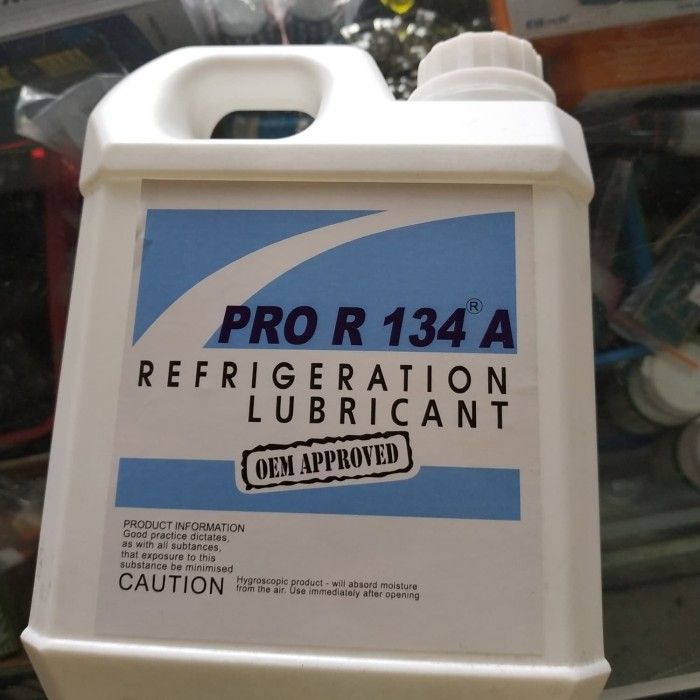 PRO R 134 ® A
REFRIGERATION
LUBRICANT
OEM APPROVED
PRODUCT INFORMATION
Good practice dictates,
as with all subtances,
that exposure to this
substance be minimised
CAUTION
Hygroscopic product - will absord moisture
from the air. Use immediately after opening